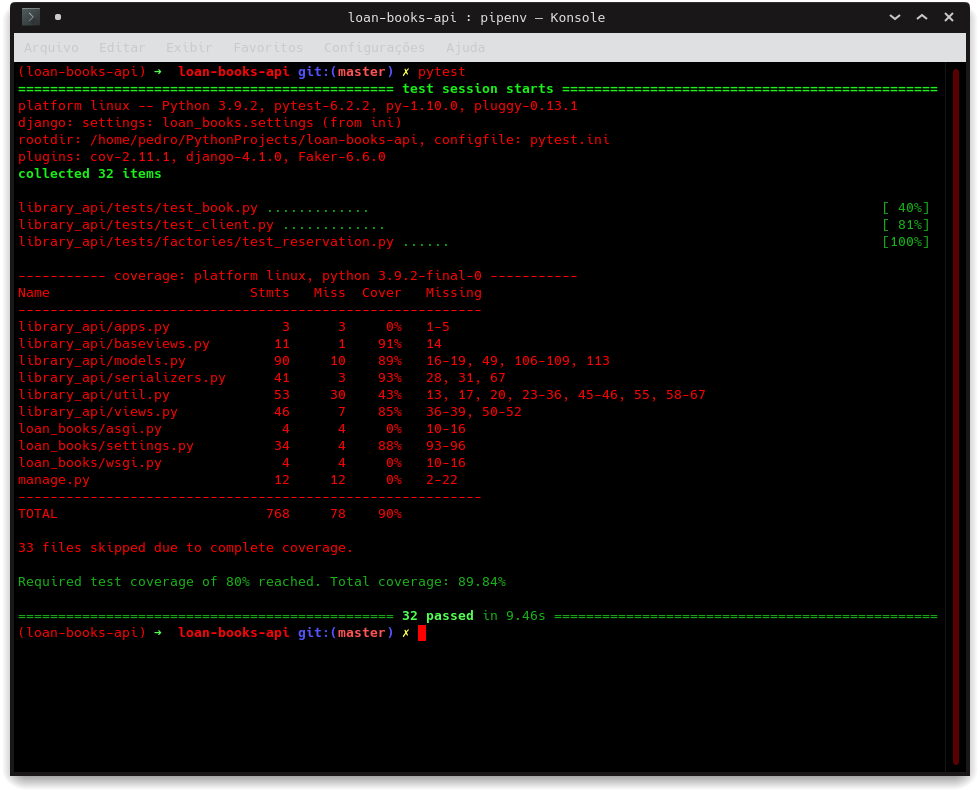 loan-books-api : pipenv — Konsole
Arquivo Editar Exibir Favoritos Configurações Ajuda
(loan-books-api) ➜  loan-books-api git:(master) ✗ pytest
=============================================== test session starts ===============================================
platform linux -- Python 3.9.2, pytest-6.2.2, py-1.10.0, pluggy-0.13.1
django: settings: loan_books.settings (from ini)
rootdir: /home/pedro/PythonProjects/loan-books-api, configfile: pytest.ini
plugins: cov-2.11.1, django-4.1.0, Faker-6.6.0
collected 32 items
library_api/tests/test_book.py ............. [ 40%]
library_api/tests/test_client.py ............. [ 81%]
library_api/tests/factories/test_reservation.py ...... [100%]
----------- coverage: platform linux, python 3.9.2-final-0 -----------
Name                         Stmts   Miss  Cover   Missing
----------------------------------------------------------
library_api/apps.py              3      3     0%   1-5
library_api/baseviews.py        11      1    91%   14
library_api/models.py           90     10    89%   16-19, 49, 106-109, 113
library_api/serializers.py      41      3    93%   28, 31, 67
library_api/util.py             53     30    43%   13, 17, 20, 23-36, 45-46, 55, 58-67
library_api/views.py            46      7    85%   36-39, 50-52
loan_books/asgi.py               4      4     0%   10-16
loan_books/settings.py          34      4    88%   93-96
loan_books/wsgi.py               4      4     0%   10-16
manage.py                       12     12     0%   2-22
----------------------------------------------------------
TOTAL                          768     78    90%
33 files skipped due to complete coverage.
Required test coverage of 80% reached. Total coverage: 89.84%
=============================================== 32 passed in 9.46s ================================================
(loan-books-api) ➜  loan-books-api git:(master) ✗